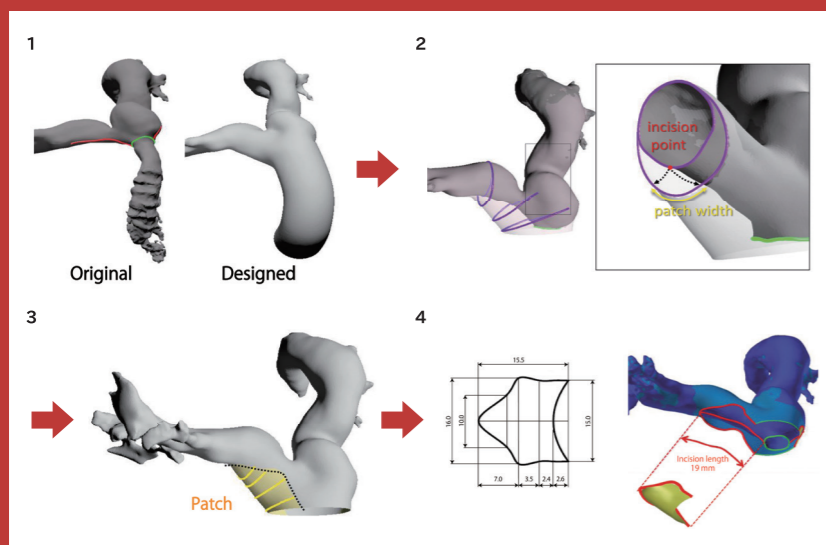 1
Original
Designed
2
incision
point
patch width
3
Patch
4
15.5
16.0
10.0
15.0
7.0
3.5
2.4
2.6
Incision length
19 mm